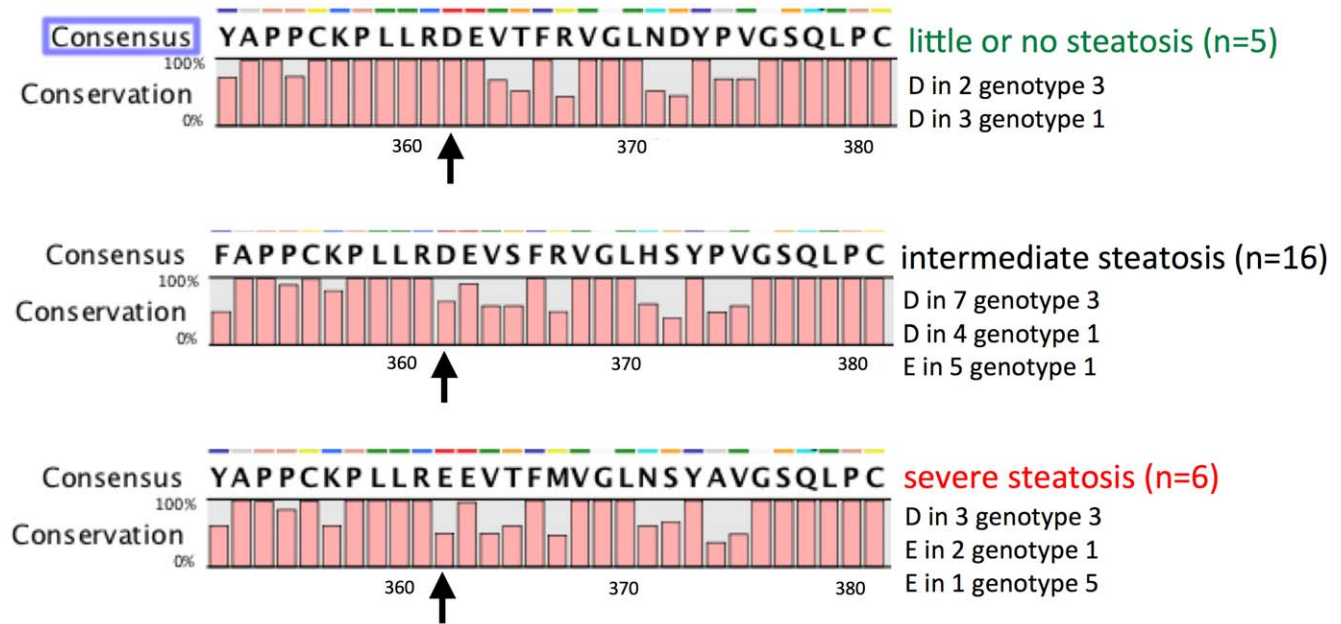 Consensus YAPPCKPLLRDEVTFRVGLNDYPVGSQLPC little or no steatosis (n=5)
100%
Conservation
0%
D in 2 genotype 3
D in 3 genotype 1
360 370 380
Consensus FAPPCKPLLRDEVSFRVGLHSYPVGSQLPC intermediate steatosis (n=16)
100%
Conservation
0%
D in 7 genotype 3
D in 4 genotype 1
E in 5 genotype 1
360 370 380
Consensus YAPPCKPLLREEVTFMVGLNSYAVGSQLPC severe steatosis (n=6)
100%
Conservation
0%
D in 3 genotype 3
E in 2 genotype 1
E in 1 genotype 5
360 370 380